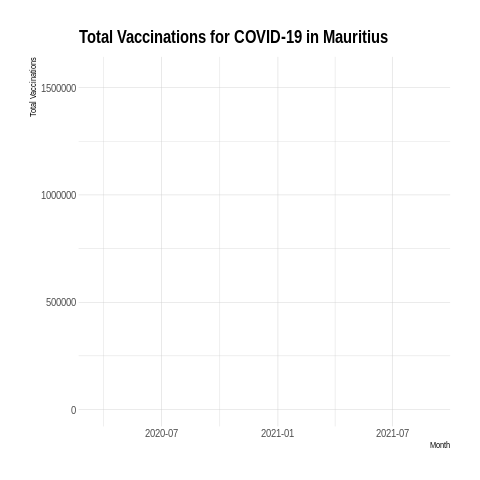 Total Vaccinations for COVID-19 in Mauritius
Total Vaccinations
1500000
1000000
500000
0
2020-07 2021-01 2021-07
Month